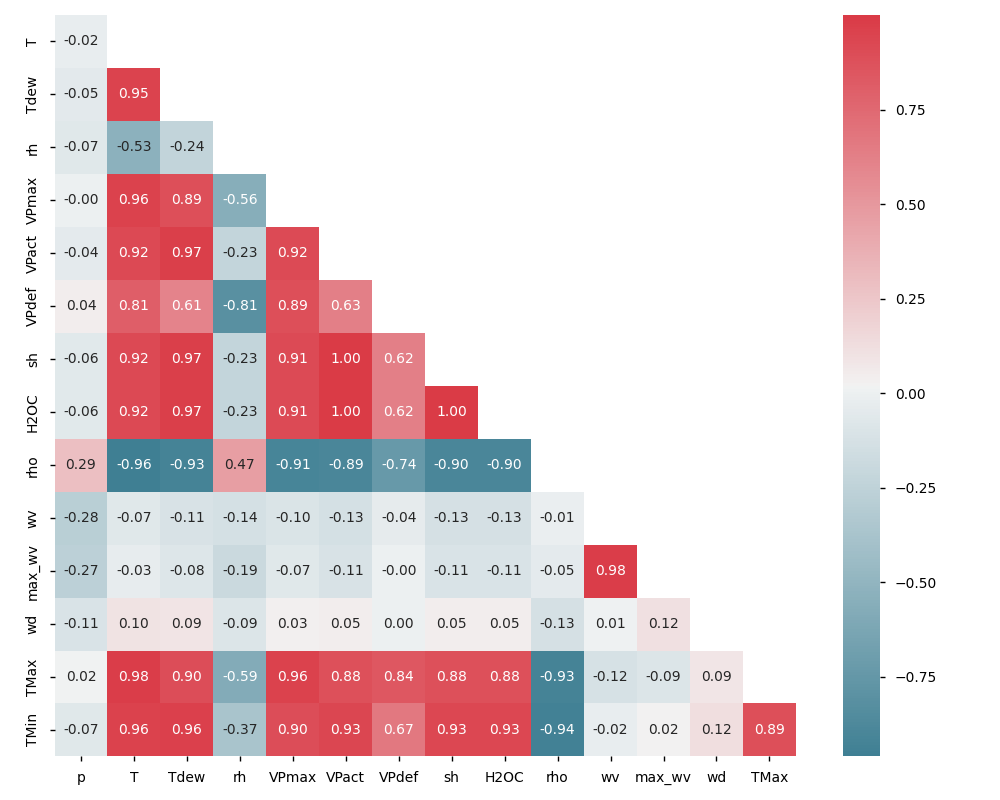 T -0.02
Tdew -0.05 0.95
rh -0.07 -0.53 -0.24
VPmax -0.00 0.96 0.89 -0.56
VPact -0.04 0.92 0.97 -0.23 0.92
VPdef 0.04 0.81 0.61 -0.81 0.89 0.63
sh -0.06 0.92 0.97 -0.23 0.91 1.00 0.62
H2OC -0.06 0.92 0.97 -0.23 0.91 1.00 0.62 1.00
rho 0.29 -0.96 -0.93 0.47 -0.91 -0.89 -0.74 -0.90 -0.90
wv -0.28 -0.07 -0.11 -0.14 -0.10 -0.13 -0.04 -0.13 -0.13 -0.01
max_wv -0.27 -0.03 -0.08 -0.19 -0.07 -0.11 -0.00 -0.11 -0.11 -0.05 0.98
wd -0.11 0.10 0.09 -0.09 0.03 0.05 0.00 0.05 0.05 -0.13 0.01 0.12
TMax 0.02 0.98 0.90 -0.59 0.96 0.88 0.84 0.88 0.88 -0.93 -0.12 -0.09 0.09
TMin -0.07 0.96 0.96 -0.37 0.90 0.93 0.67 0.93 0.93 -0.94 -0.02 0.02 0.12 0.89
p T Tdew rh VPmax VPact VPdef sh H2OC rho wv max_wv wd TMax
0.75
0.50
0.25
0.00
−0.25
−0.50
−0.75